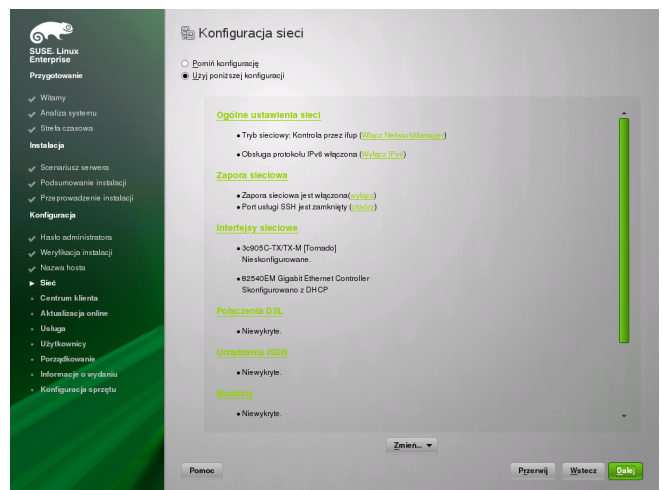 SUSE. Linux
Enterprise
Przygotowanie
Witamy
Analiza systemu
Strefa czasowa
Instalacja
Scenariusz serwera
Podsumowanie instalacji
Przeprowadzenie instalacji
Konfiguracja
Hasło administratora
Weryfikacja instalacji
Nazwa hosta
Sieć
Centrum klienta
Aktualizacja online
Usługa
Użytkownicy
Porządkowanie
Informacje o wydaniu
Konfiguracja sprzętu
Konfiguracja sieci
Pomiń konfigurację
Użyj poniższej konfiguracji
Ogólne ustawienia sieci
• Tryb sieciowy: Kontrola przez ifup (Włącz NetworkManager)
• Obsługa protokołu IPv6 włączona (Wyłącz IPv6)
Zapora sieciowa
• Zapora sieciowa jest włączona(wyłącz)
• Port usługi SSH jest zamknięty (otwórz)
Interfejsy sieciowe
• 3c905C-TX/TX-M [Tornado]
Nieskonfigurowane.
• 82540EM Gigabit Ethernet Controller
Skonfigurowano z DHCP
Połączenia DSL
• Niewykryte.
Urządzenia ISDN
• Niewykryte.
Modemy
• Niewykryte.
Zmień...
Pomoc
Przerwij
Wstecz
Dalej